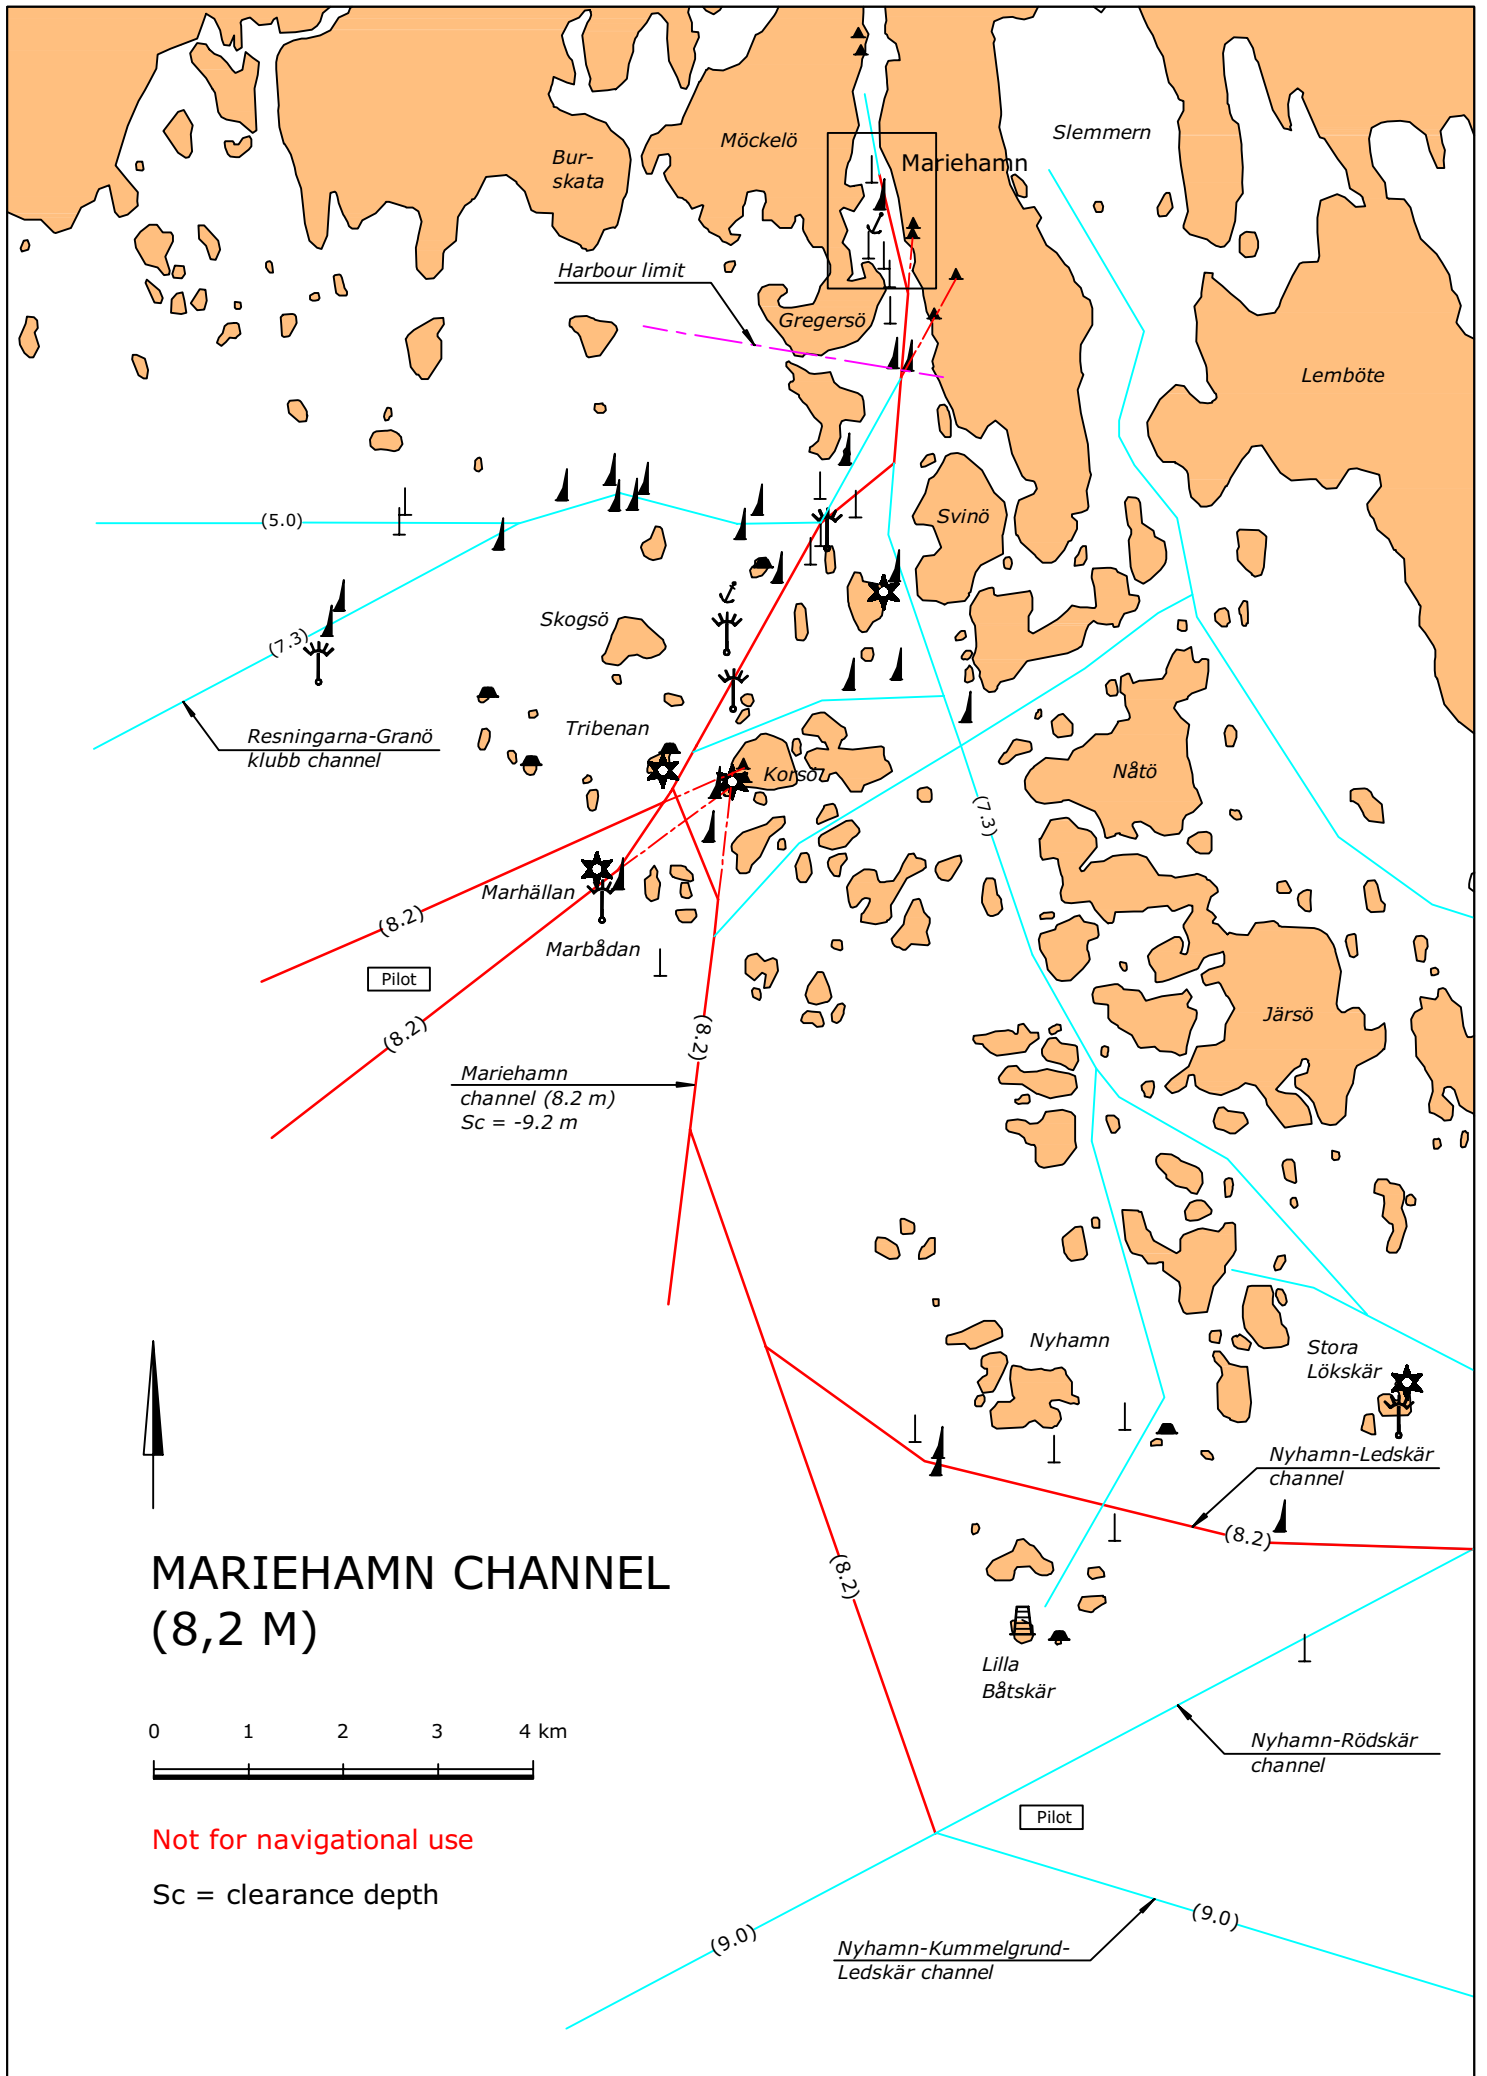 Möckelö
Slemmern
Bur-
skata
Mariehamn
Harbour limit
Gregersö
Lemböte
(5.0)
Svinö
Skogsö
(7.3)
Resningarna-Granö
klubb channel
Tribenan
Korsö
Nåtö
(7.3)
Marhällan
(8.2)
Marbådan
Pilot
(8.2)
(8.2)
Järsö
Mariehamn
channel (8.2 m)
Sc = -9.2 m
Nyhamn
Stora
Lökskär
Nyhamn-Ledskär
channel
(8.2)
(8.2)
MARIEHAMN CHANNEL
(8,2 M)
Lilla
Båtskär
0 1 2 3 4 km
Nyhamn-Rödskär
channel
Pilot
Not for navigational use
Sc = clearance depth
(9.0)
(9.0)
Nyhamn-Kummelgrund-
Ledskär channel